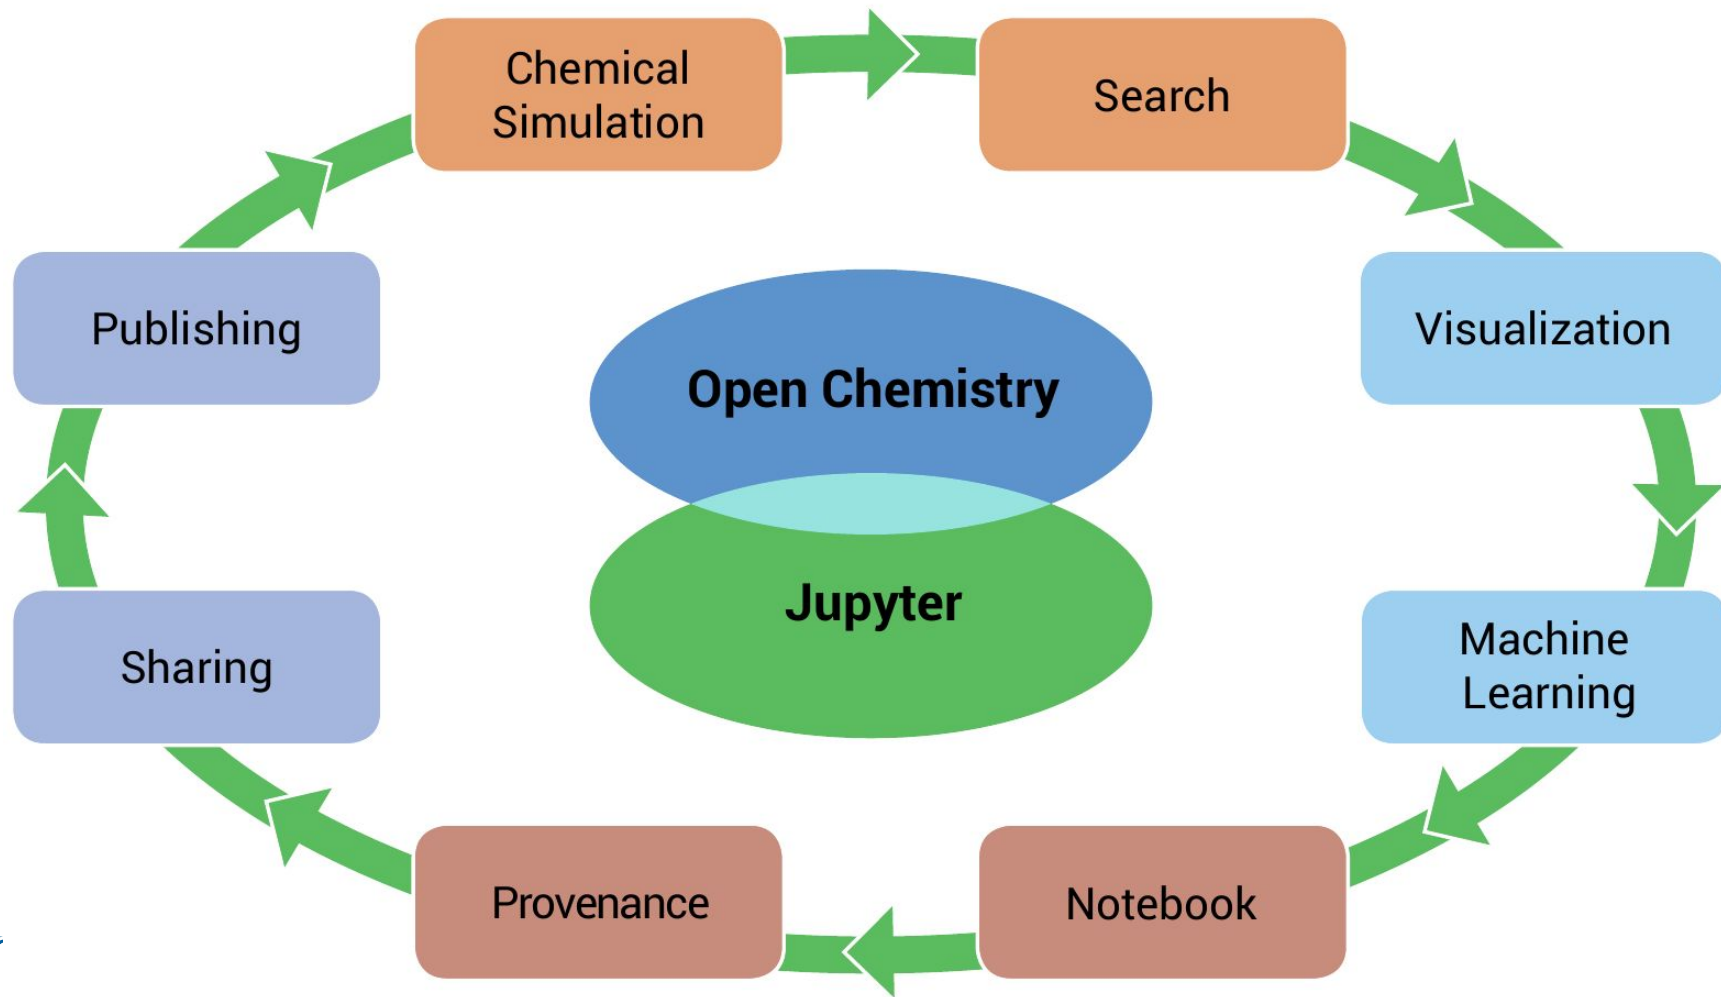 Chemical
Simulation
Search
Publishing
Visualization
Open Chemistry
Jupyter
Sharing
Machine
Learning
Provenance
Notebook